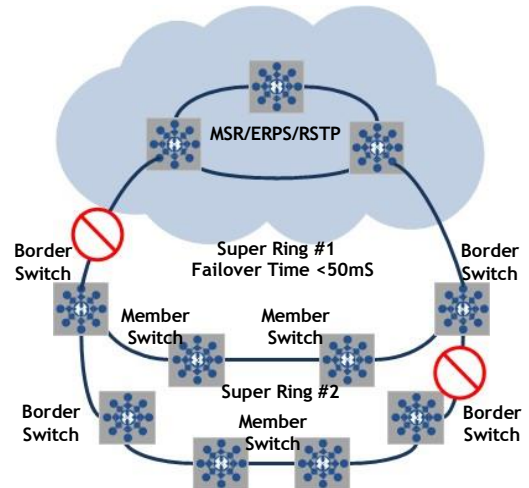 MSR/ERPS/RSTP
Super Ring #1
Failover Time <50mS
Border
Switch
Border
Switch
Member
Switch
Member
Switch
Super Ring #2
Border
Switch
Member
Switch
Border
Switch